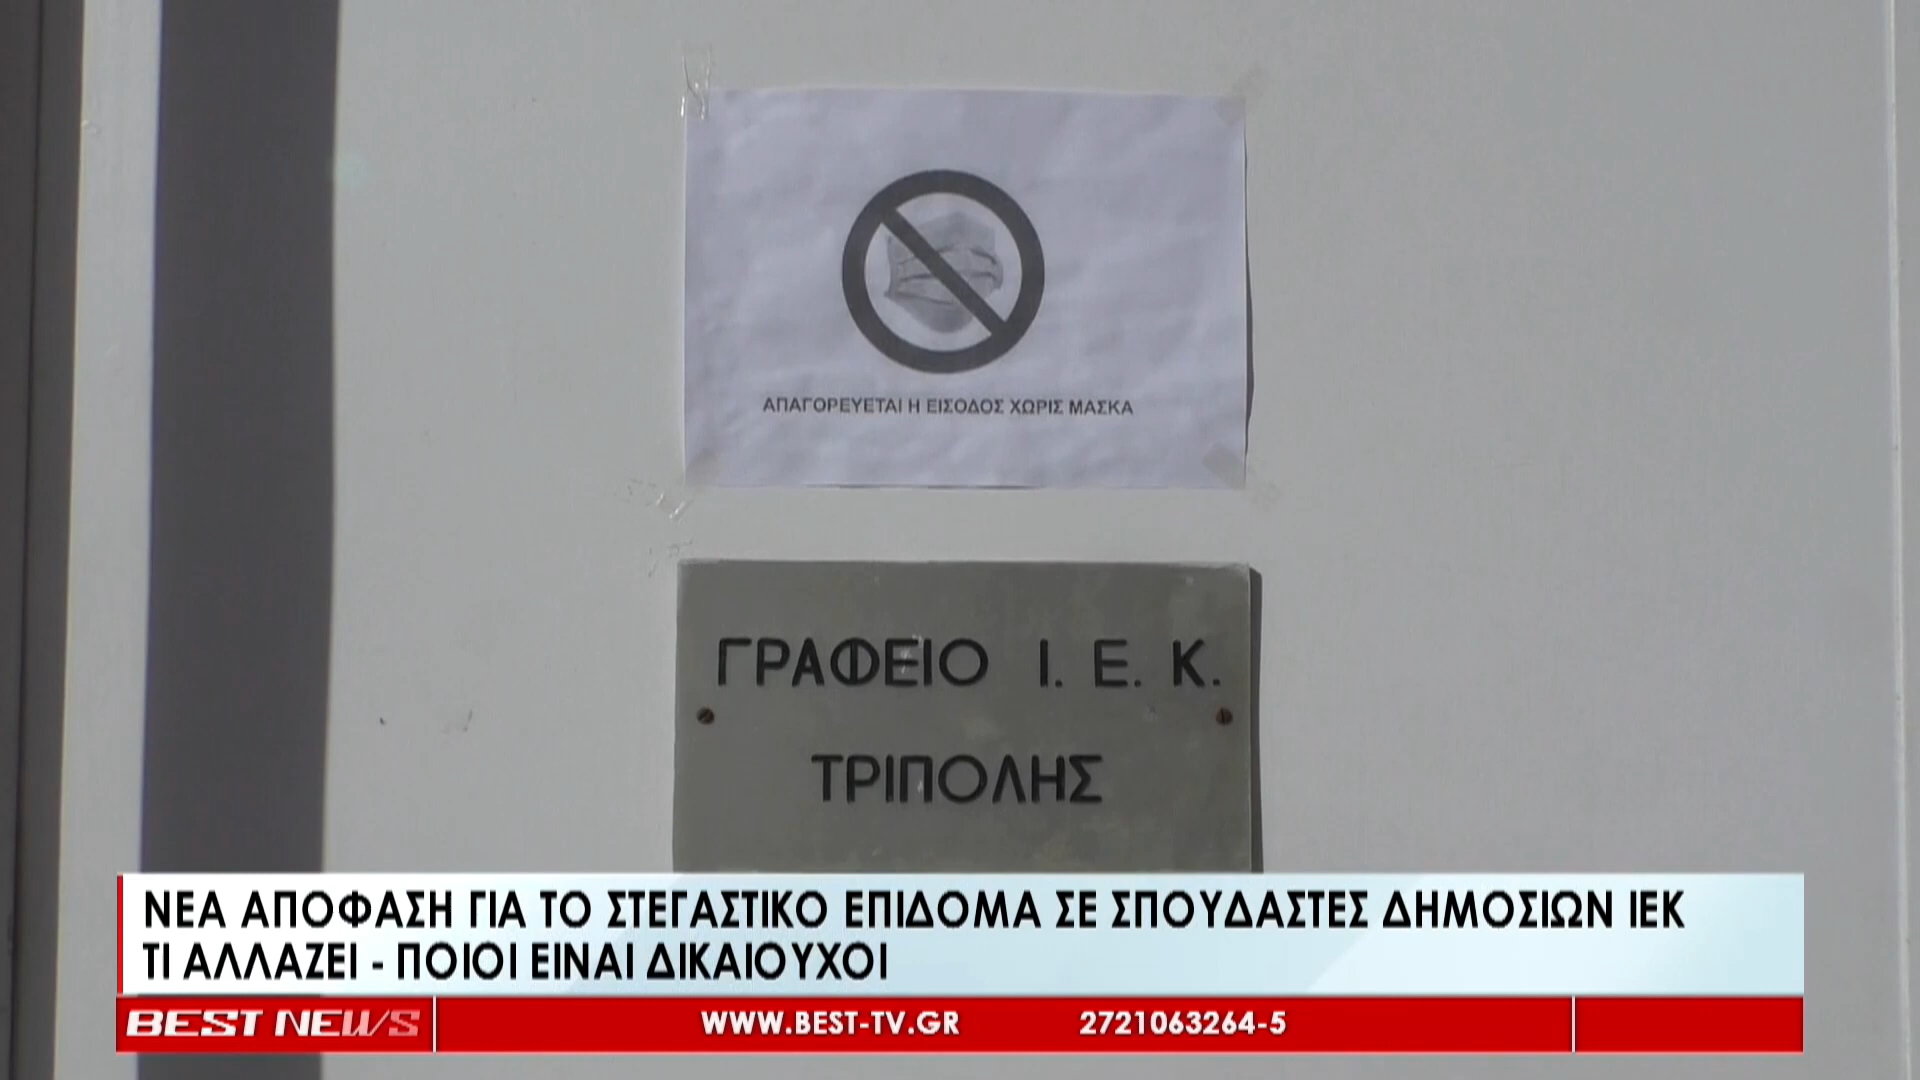 ΑΠΑΓΟΡΕΥΕΤΑΙ Η ΕΙΣΟΔΟΣ ΧΩΡΙΣ ΜΑΣΚΑ
ΓΡΑΦΕΙΟ Ι. Ε. Κ.
ΤΡΙΠΟΛΗΣ
ΝΕΑ ΑΠΟΦΑΣΗ ΓΙΑ ΤΟ ΣΤΕΓΑΣΤΙΚΟ ΕΠΙΔΟΜΑ ΣΕ ΣΠΟΥΔΑΣΤΕΣ ΔΗΜΟΣΙΩΝ ΙΕΚ
ΤΙ ΑΛΛΑΖΕΙ - ΠΟΙΟΙ ΕΙΝΑΙ ΔΙΚΑΙΟΥΧΟΙ
BEST NEWS WWW.BEST-TV.GR 2721063264-5